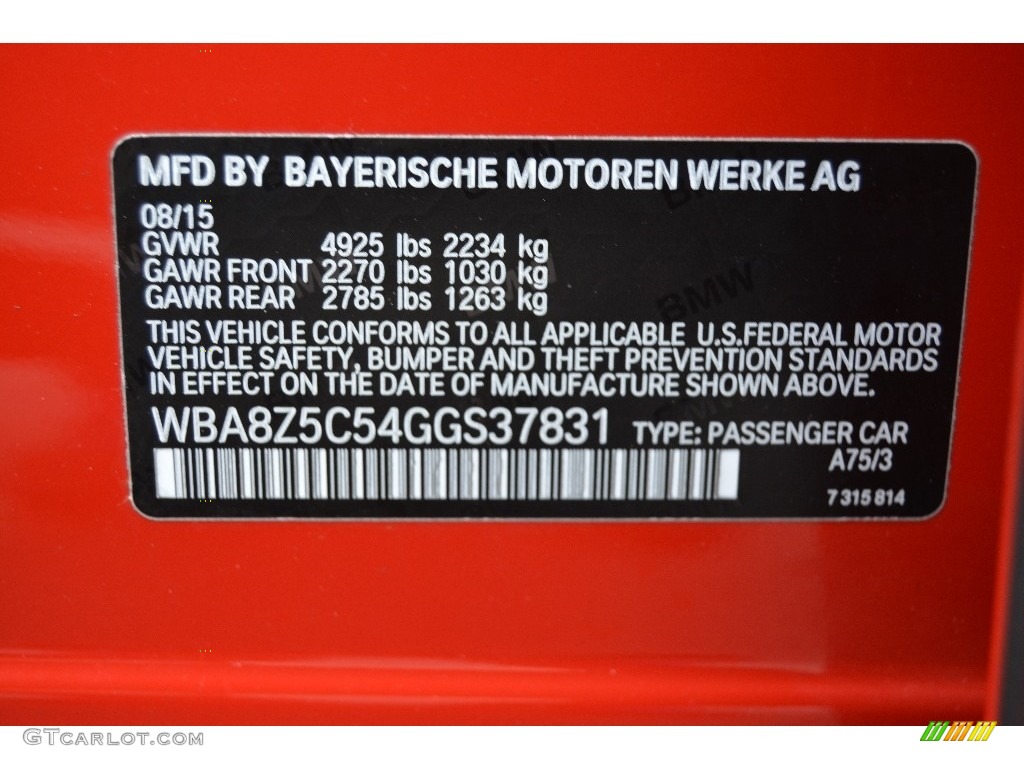 MFD BY BAYERISCHE MOTOREN WERKE AG
08/15
GVWR 4925 lbs 2234 kg
GAWR FRONT 2270 lbs 1030 kg
GAWR REAR 2785 lbs 1263 kg
THIS VEHICLE CONFORMS TO ALL APPLICABLE U.S.FEDERAL MOTOR
VEHICLE SAFETY, BUMPER AND THEFT PREVENTION STANDARDS
IN EFFECT ON THE DATE OF MANUFACTURE SHOWN ABOVE.
WBA8Z5C54GGS37831 TYPE: PASSENGER CAR
A75/3
7 315 814
BMW
GTCARLOT.COM